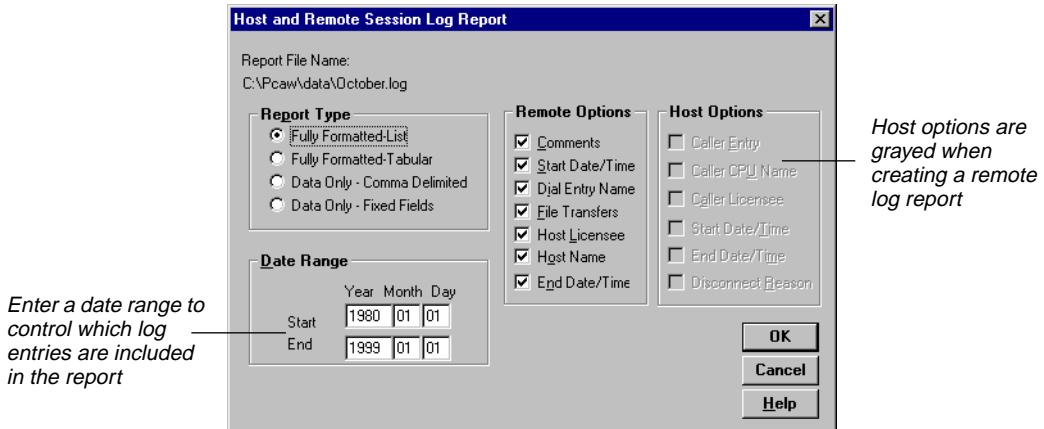 Host and Remote Session Log Report
Report File Name:
C:\Pcaw\data\October.log
Report Type
Fully Formatted-List
Fully Formatted-Tabular
Data Only - Comma Delimited
Data Only - Fixed Fields
Date Range
Year Month Day
Start 1980 01 01
End 1999 01 01
Remote Options
Comments
Start Date/Time
Dial Entry Name
File Transfers
Host Licensee
Host Name
End Date/Time
Host Options
Caller Entry
Caller CPU Name
Caller Licensee
Start Date/Time
End Date/Time
Disconnect Reason
OK
Cancel
Help
Host options are
grayed when
creating a remote
log report
Enter a date range to
control which log
entries are included
in the report